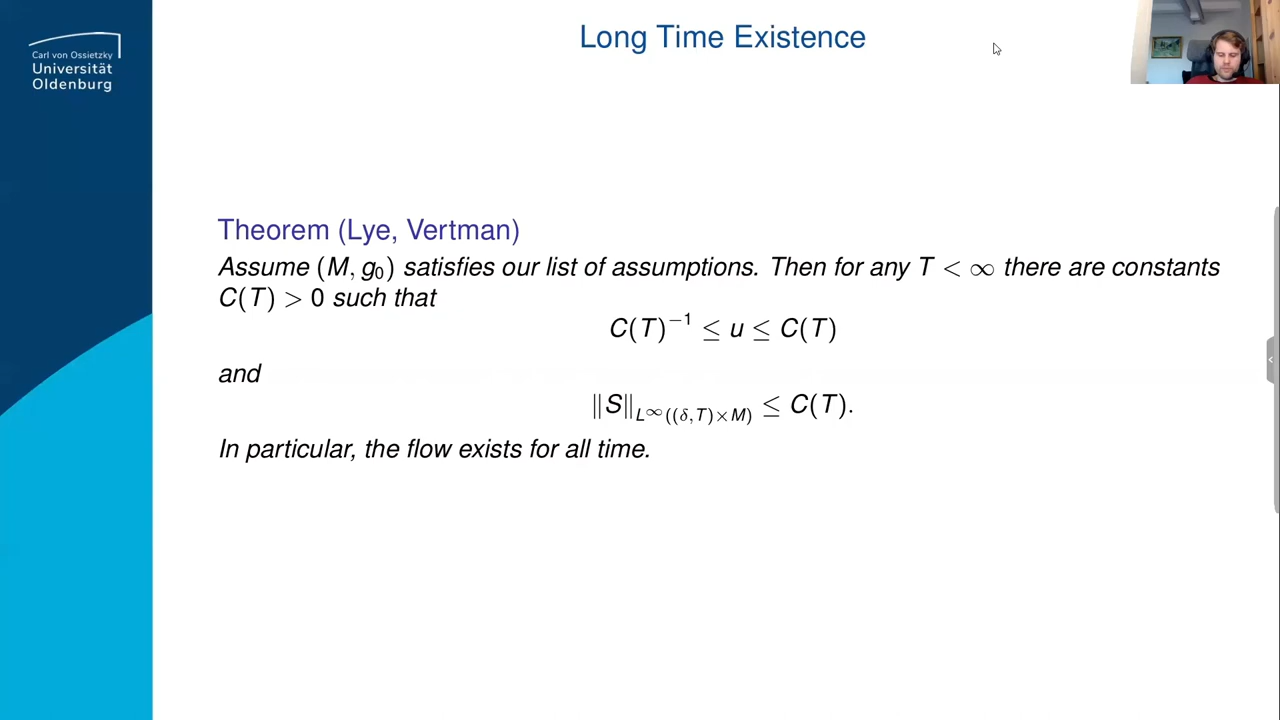 Carl von Ossietzky
Universität
Oldenburg
Long Time Existence
Theorem (Lye, Vertman)
Assume (M, g₀) satisfies our list of assumptions. Then for any T < ∞ there are constants
C(T) > 0 such that
C(T)⁻¹ ≤ u ≤ C(T)
and
‖S‖_{L^∞((δ,T)×M)} ≤ C(T).
In particular, the flow exists for all time.